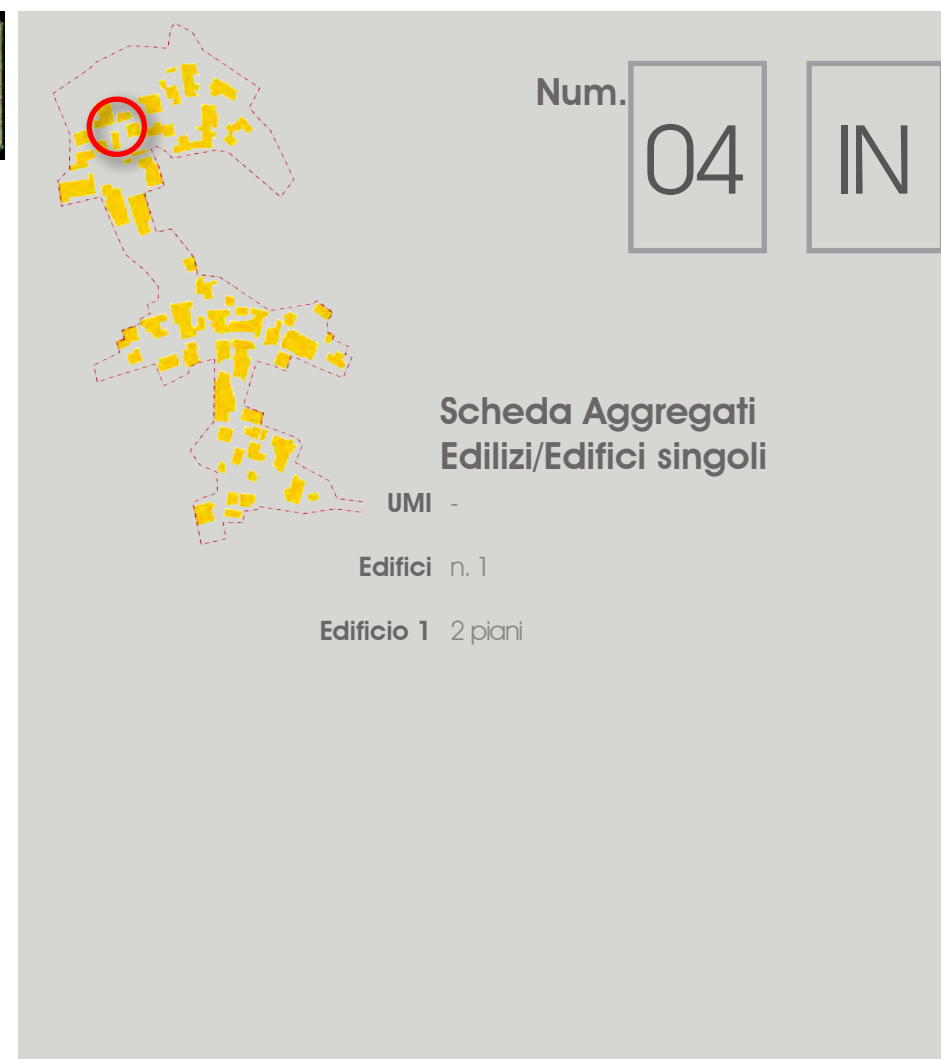 Num. 04 IN
Scheda Aggregati
Edilizi/Edifici singoli
UMI -
Edifici n. 1
Edificio 1 2 piani